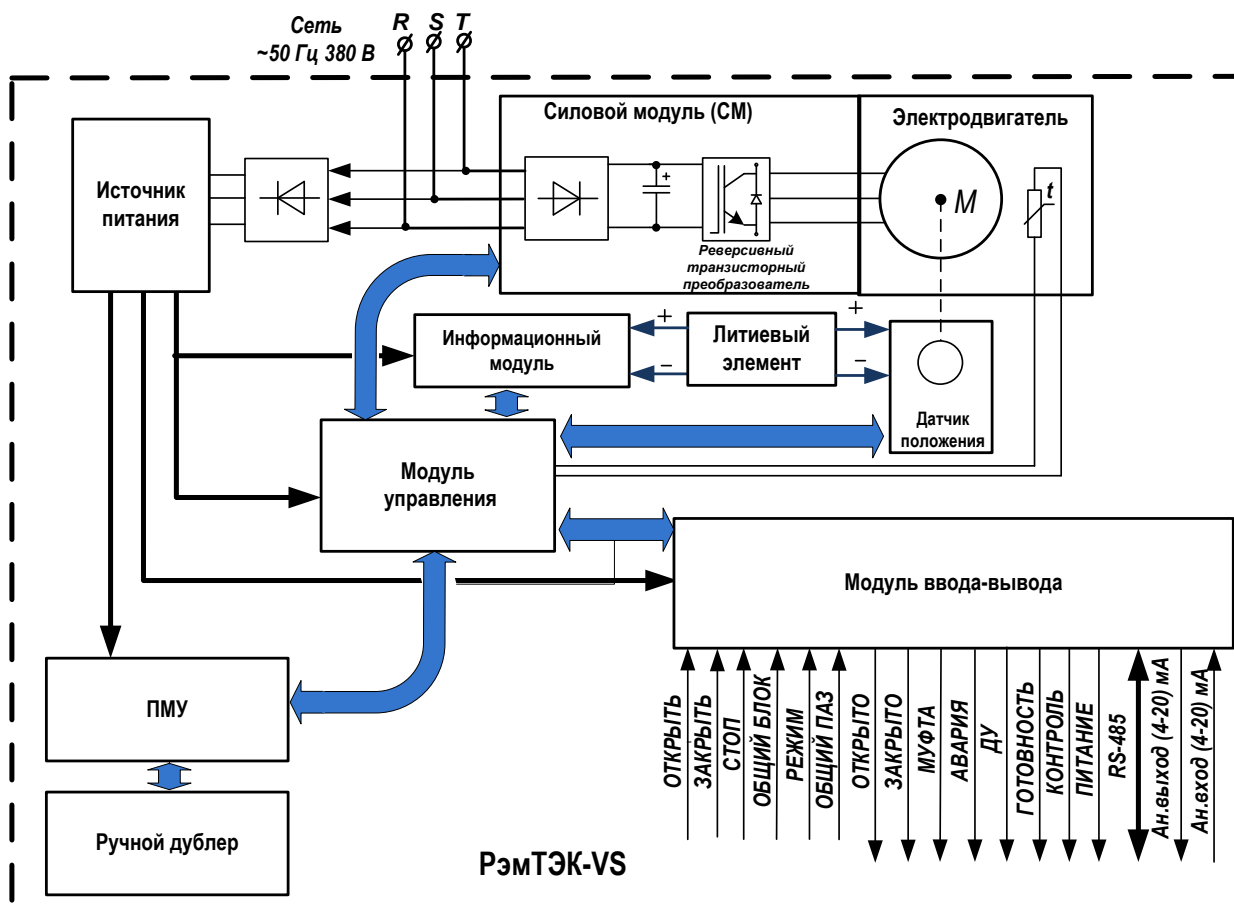 Сеть
~50 Гц 380 В
R S T
Силовой модуль (СМ)
Электродвигатель
Источник
питания
+
M
t
Реверсивный
транзисторный
преобразователь
Информационный
модуль
+
−
Литиевый
элемент
+
−
Датчик
положения
Модуль
управления
Модуль ввода-вывода
ПМУ
Ручной дублер
ОТКРЫТЬ
ЗАКРЫТЬ
СТОП
ОБЩИЙ БЛОК
РЕЖИМ
ОБЩИЙ ПАЗ
ОТКРЫТО
ЗАКРЫТО
МУФТА
АВАРИЯ
ДУ
ГОТОВНОСТЬ
КОНТРОЛЬ
ПИТАНИЕ
RS-485
Ан.выход (4-20) мА
Ан.вход (4-20) мА
РэмТЭК-VS